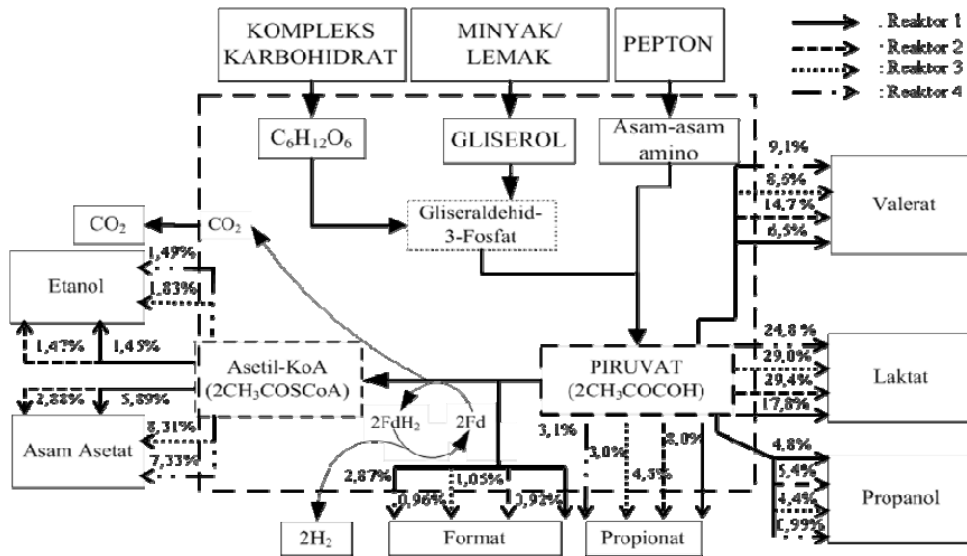 KOMPLEKS
KARBOHIDRAT
MINYAK/
LEMAK
PEPTON
: Reaktor 1
: Reaktor 2
: Reaktor 3
: Reaktor 4
C₆H₁₂O₆
GLISEROL
Asam-asam
amino
Gliseraldehid-
3-Fosfat
CO₂
CO₂
9,1%
8,5%
14,7%
6,5%
Valerat
Etanol
1,49%
1,83%
1,47%
1,45%
Asetil-KoA
(2CH₃COSCoA)
PIRUVAT
(2CH₃COCOH)
24,8%
29,0%
29,4%
17,8%
Laktat
2,88%
5,89%
8,31%
7,33%
Asam Asetat
2FdH₂
2Fd
3,1%
3,0%
4,3%
8,0%
2,87%
0,96%
1,05%
0,92%
4,8%
5,4%
4,4%
1,99%
Propanol
2H₂
Format
Propionat